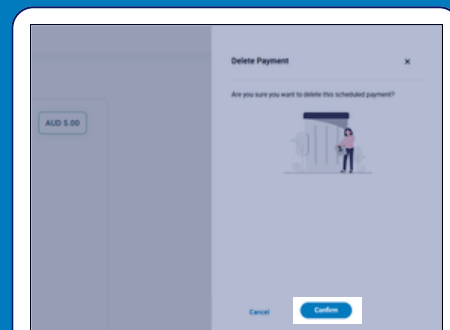 Delete Payment
Are you sure you want to delete this scheduled payment?
AUD 5.00
Cancel
Confirm